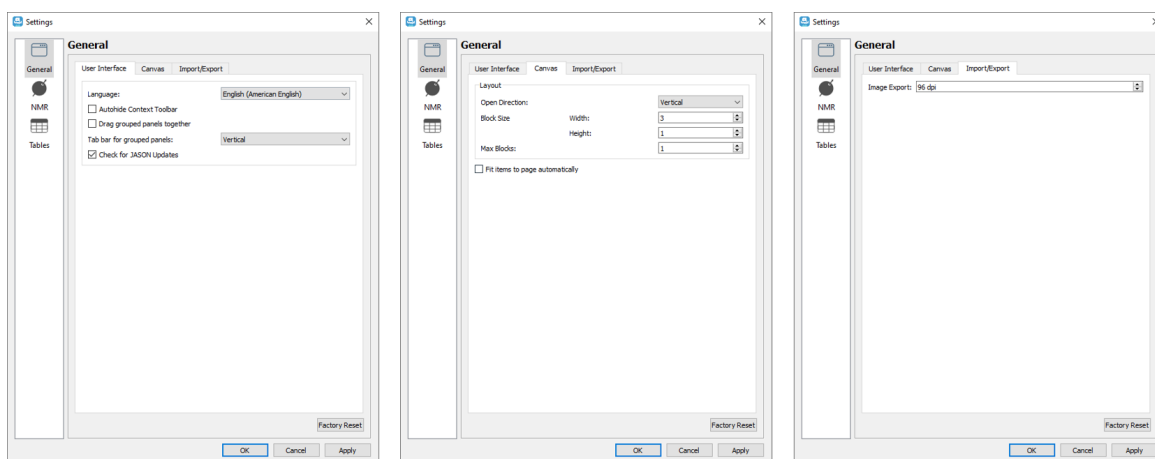 Settings
General
General
NMR
Tables
User Interface Canvas Import/Export
Language: English (American English)
Autohide Context Toolbar
Drag grouped panels together
Tab bar for grouped panels: Vertical
Check for JASON Updates
Factory Reset
OK Cancel Apply
Settings
General
General
NMR
Tables
User Interface Canvas Import/Export
Layout
Open Direction: Vertical
Block Size Width: 3
Height: 1
Max Blocks: 1
Fit items to page automatically
Factory Reset
OK Cancel Apply
Settings
General
General
NMR
Tables
User Interface Canvas Import/Export
Image Export: 96 dpi
Factory Reset
OK Cancel Apply